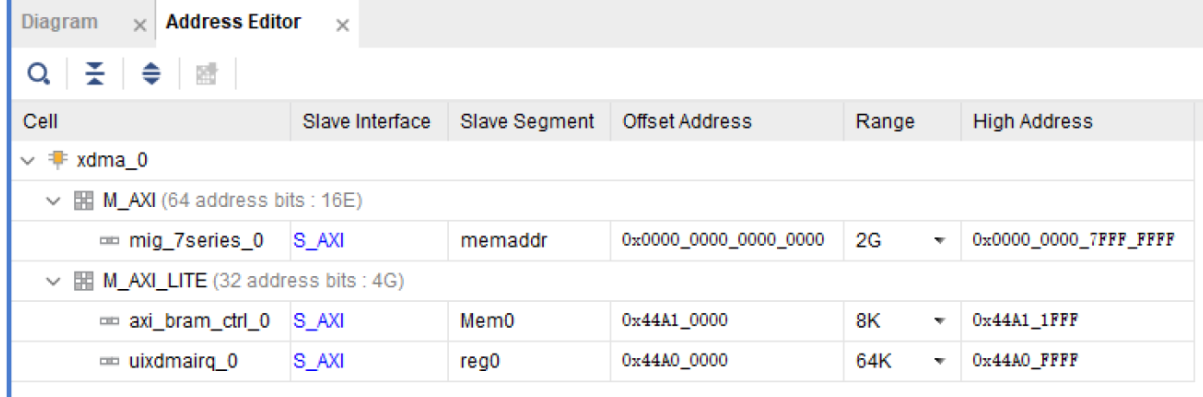 Diagram × Address Editor ×
Cell Slave Interface Slave Segment Offset Address Range High Address
xdma_0
M_AXI (64 address bits : 16E)
mig_7series_0 S_AXI memaddr 0x0000_0000_0000_0000 2G 0x0000_0000_7FFF_FFFF
M_AXI_LITE (32 address bits : 4G)
axi_bram_ctrl_0 S_AXI Mem0 0x44A1_0000 8K 0x44A1_1FFF
uixdmairq_0 S_AXI reg0 0x44A0_0000 64K 0x44A0_FFFF